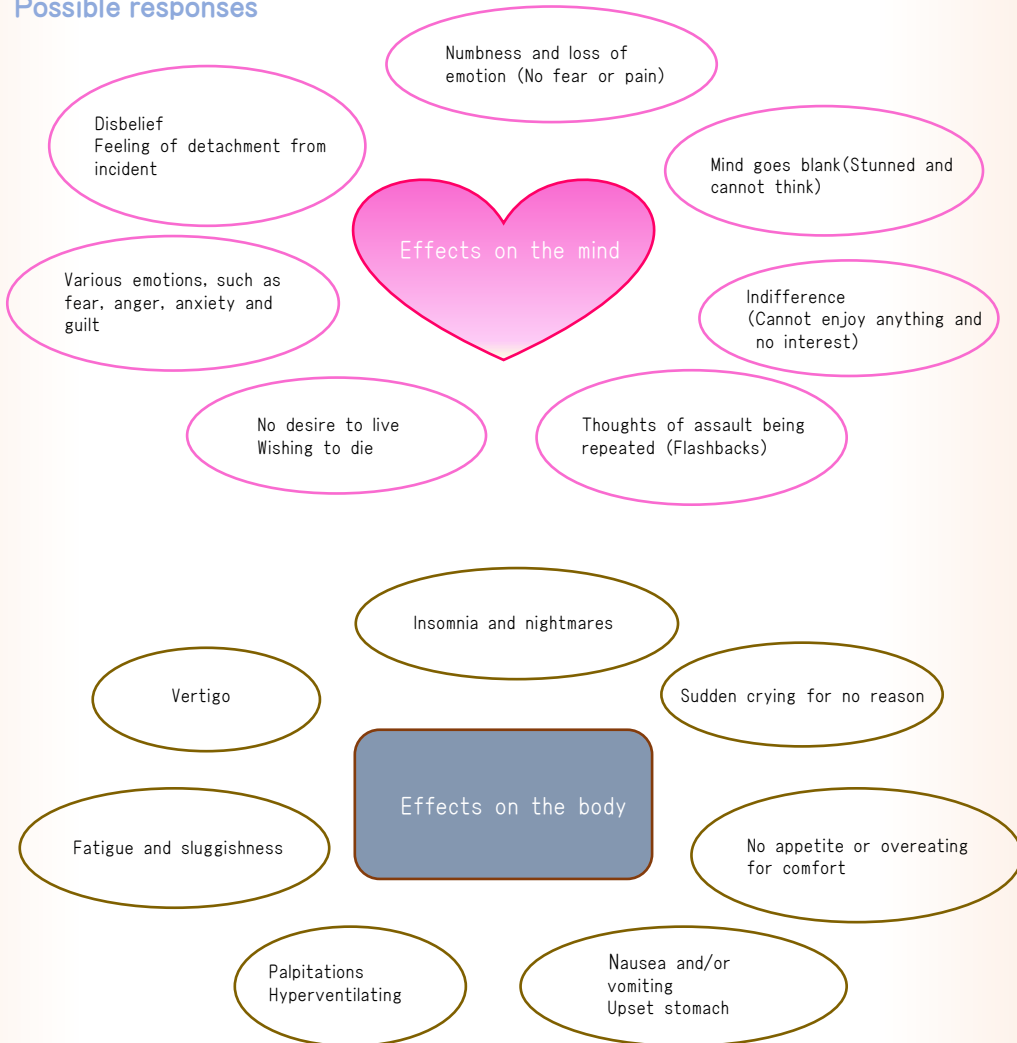 Possible responses
Numbness and loss of
emotion (No fear or pain)
Disbelief
Feeling of detachment from
incident
Mind goes blank(Stunned and
cannot think)
Effects on the mind
Various emotions, such as
fear, anger, anxiety and
guilt
Indifference
(Cannot enjoy anything and
no interest)
No desire to live
Wishing to die
Thoughts of assault being
repeated (Flashbacks)
Insomnia and nightmares
Vertigo
Sudden crying for no reason
Effects on the body
Fatigue and sluggishness
No appetite or overeating
for comfort
Palpitations
Hyperventilating
Nausea and/or
vomiting
Upset stomach